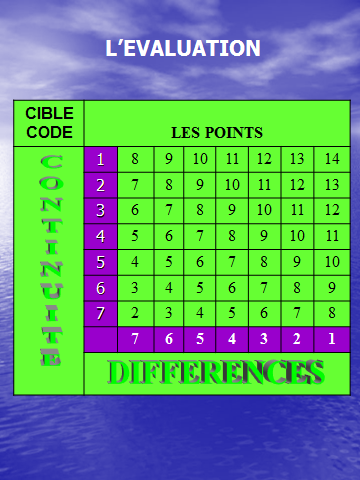 L'EVALUATION
CIBLE CODE
LES POINTS
CONTINUITE
1 8 9 10 11 12 13 14
2 7 8 9 10 11 12 13
3 6 7 8 9 10 11 12
4 5 6 7 8 9 10 11
5 4 5 6 7 8 9 10
6 3 4 5 6 7 8 9
7 2 3 4 5 6 7 8
7 6 5 4 3 2 1
DIFFERENCES